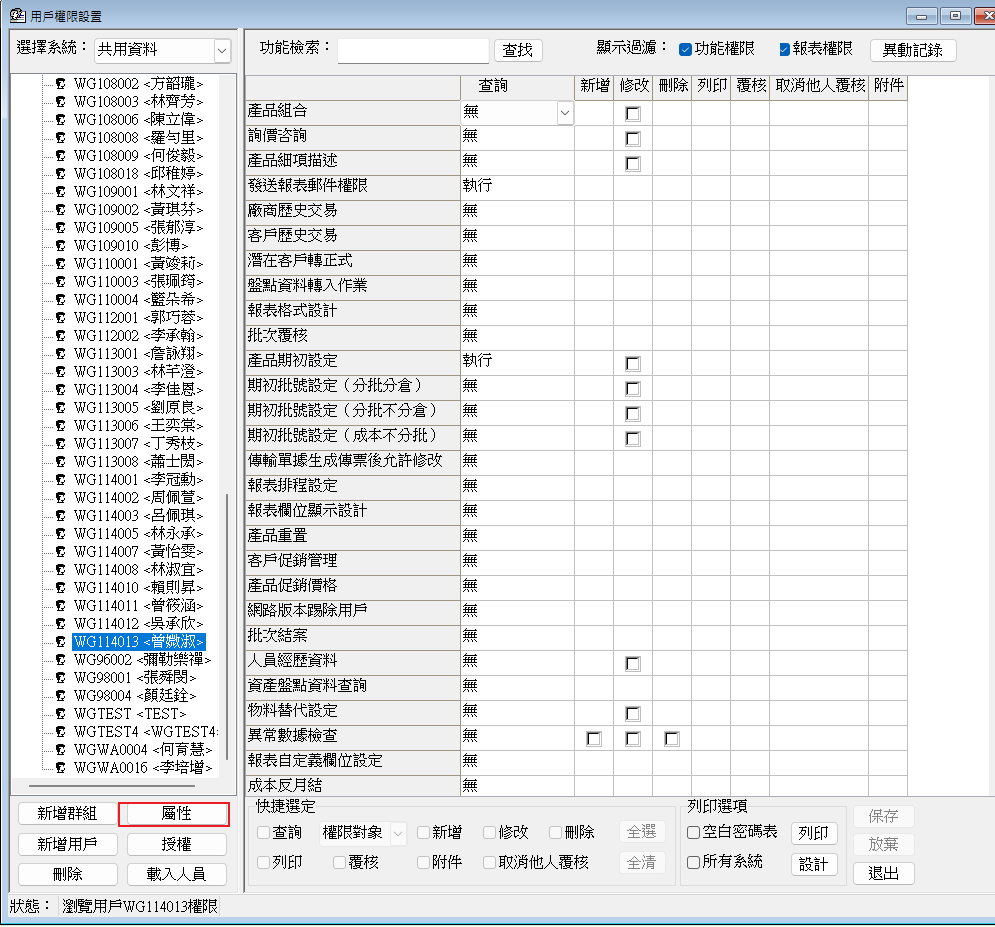 用戶權限設置
選擇系統： 共用資料
功能檢索： 查找 顯示過濾： 功能權限 報表權限 異動記錄
WG108002 <方韶瓏>
WG108003 <林齊芳>
WG108006 <陳立偉>
WG108008 <羅勻里>
WG108009 <何俊毅>
WG108018 <邱稚婷>
WG109001 <林文祥>
WG109002 <黃琪芬>
WG109005 <張郁淳>
WG109010 <彭博>
WG110001 <黃竣莉>
WG110003 <張珮筠>
WG110004 <籃朵希>
WG112001 <郭巧蓉>
WG112002 <李承翰>
WG113001 <詹詠翔>
WG113003 <林芊澄>
WG113004 <李佳恩>
WG113005 <劉原良>
WG113006 <王奕棠>
WG113007 <丁秀枝>
WG113008 <蕭士閎>
WG114001 <李冠勳>
WG114002 <周佩萱>
WG114003 <呂佩琪>
WG114005 <林永承>
WG114007 <黃怡雯>
WG114008 <林淑宜>
WG114010 <賴則昇>
WG114011 <曾筱涵>
WG114012 <吳承欣>
WG114013 <曾媺淑>
WG96002 <彌勒樂禪>
WG98001 <張舜閔>
WG98004 <顏廷銓>
WGTEST <TEST>
WGTEST4 <WGTEST4:
WGWA0004 <何育慧>
WGWA0016 <李培增>
查詢 新增 修改 刪除 列印 覆核 取消他人覆核 附件
產品組合 無
詢價咨詢 無
產品細項描述 無
發送報表郵件權限 執行
廠商歷史交易 無
客戶歷史交易 無
潛在客戶轉正式 無
盤點資料轉入作業 無
報表格式設計 無
批次覆核 無
產品期初設定 執行
期初批號設定（分批分倉） 無
期初批號設定（分批不分倉） 無
期初批號設定（成本不分批） 無
傳輸單據生成傳票後允許修改 無
報表排程設定 無
報表欄位顯示設計 無
產品重置 無
客戶促銷管理 無
產品促銷價格 無
網路版本踢除用戶 無
批次結案 無
人員經歷資料 無
資產盤點資料查詢 無
物料替代設定 無
異常數據檢查 無
報表自定義欄位設定 無
成本反月結 無
新增群組 屬性
新增用戶 授權
刪除 載入人員
快捷選定
查詢 權限對象 新增 修改 刪除 全選
列印 覆核 附件 取消他人覆核 全清
列印選項
空白密碼表 列印
所有系統 設計
保存
放棄
退出
狀態： 瀏覽用戶WG114013權限